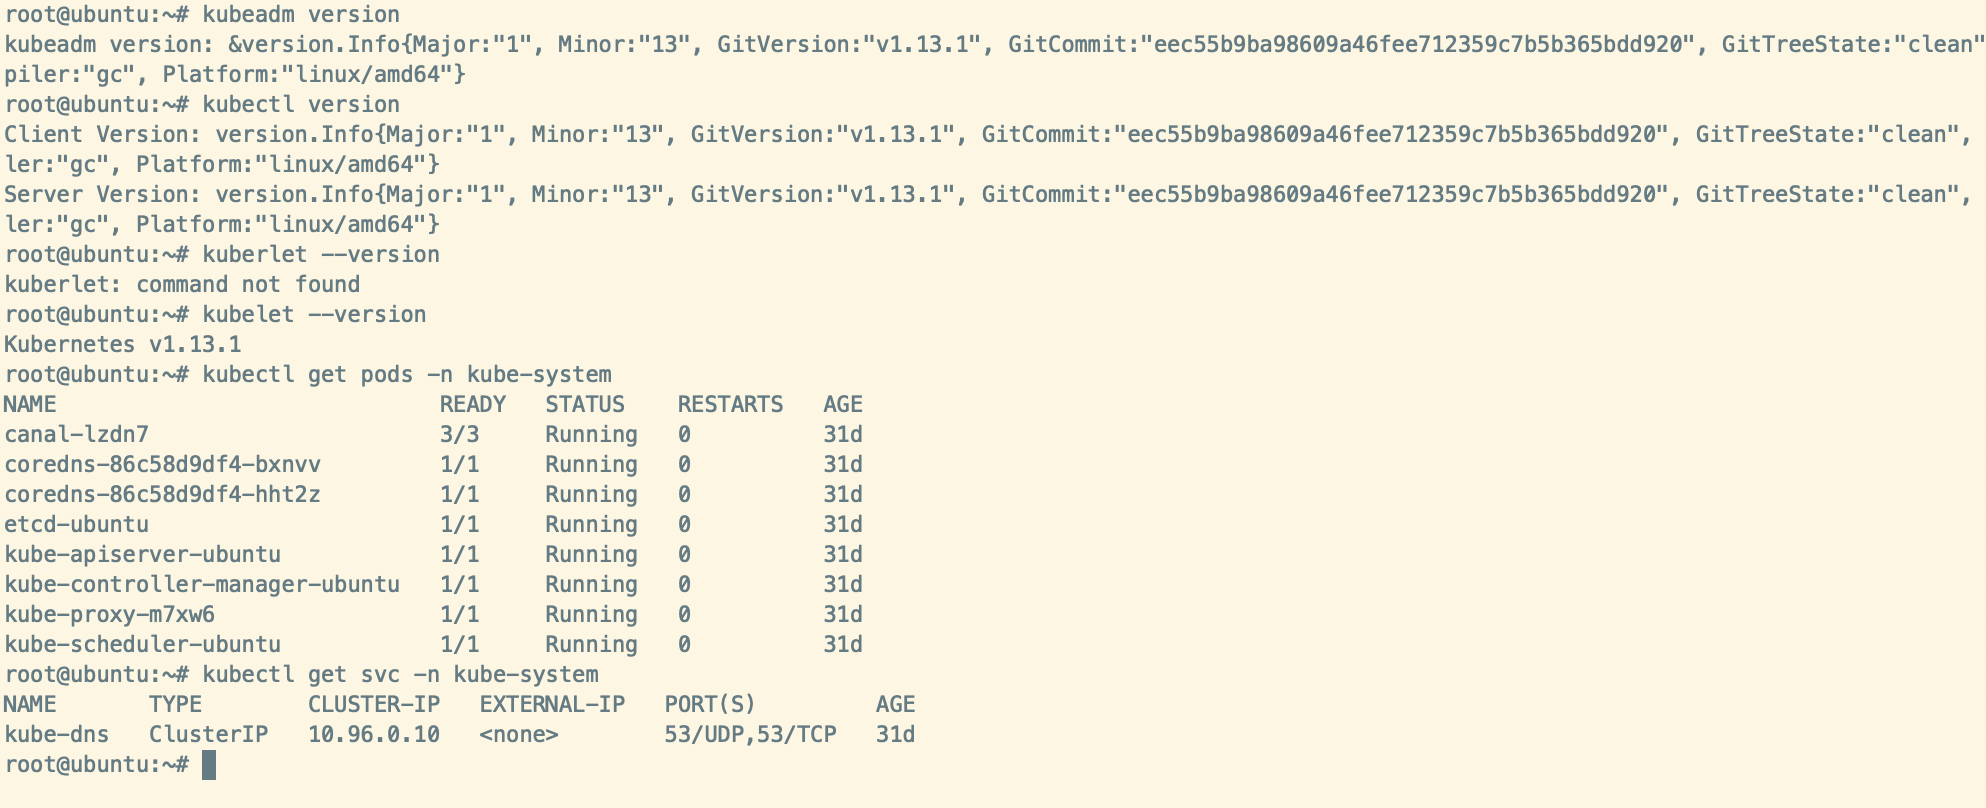 root@ubuntu:~# kubeadm version
kubeadm version: &version.Info{Major:"1", Minor:"13", GitVersion:"v1.13.1", GitCommit:"eec55b9ba98609a46fee712359c7b5b365bdd920", GitTreeState:"clean"
piler:"gc", Platform:"linux/amd64"}
root@ubuntu:~# kubectl version
Client Version: version.Info{Major:"1", Minor:"13", GitVersion:"v1.13.1", GitCommit:"eec55b9ba98609a46fee712359c7b5b365bdd920", GitTreeState:"clean",
ler:"gc", Platform:"linux/amd64"}
Server Version: version.Info{Major:"1", Minor:"13", GitVersion:"v1.13.1", GitCommit:"eec55b9ba98609a46fee712359c7b5b365bdd920", GitTreeState:"clean",
ler:"gc", Platform:"linux/amd64"}
root@ubuntu:~# kuberlet --version
kuberlet: command not found
root@ubuntu:~# kubelet --version
Kubernetes v1.13.1
root@ubuntu:~# kubectl get pods -n kube-system
NAME                             READY   STATUS    RESTARTS   AGE
canal-lzdn7                      3/3     Running   0          31d
coredns-86c58d9df4-bxnvv         1/1     Running   0          31d
coredns-86c58d9df4-hht2z         1/1     Running   0          31d
etcd-ubuntu                      1/1     Running   0          31d
kube-apiserver-ubuntu            1/1     Running   0          31d
kube-controller-manager-ubuntu   1/1     Running   0          31d
kube-proxy-m7xw6                 1/1     Running   0          31d
kube-scheduler-ubuntu            1/1     Running   0          31d
root@ubuntu:~# kubectl get svc -n kube-system
NAME       TYPE        CLUSTER-IP   EXTERNAL-IP   PORT(S)         AGE
kube-dns   ClusterIP   10.96.0.10   <none>        53/UDP,53/TCP   31d
root@ubuntu:~#